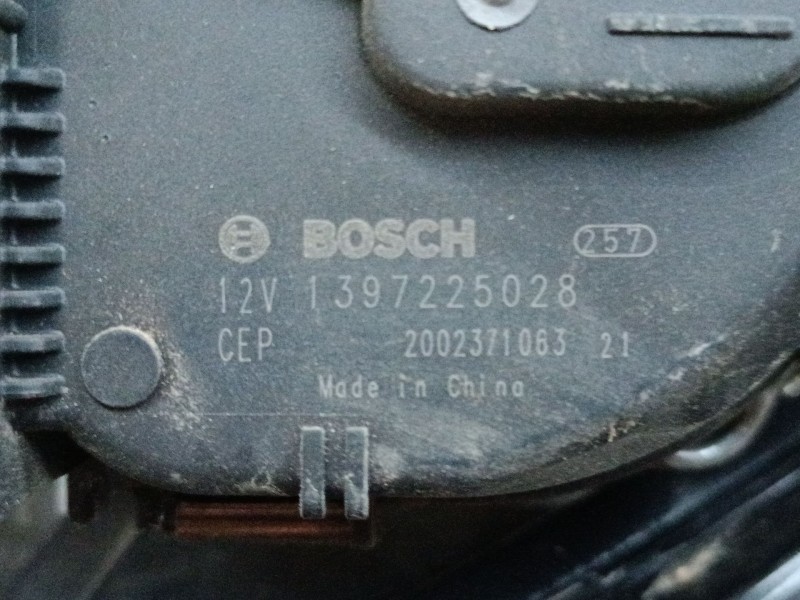 BOSCH 257
12V 1397225028
CEP 2002371063 21
Made in China